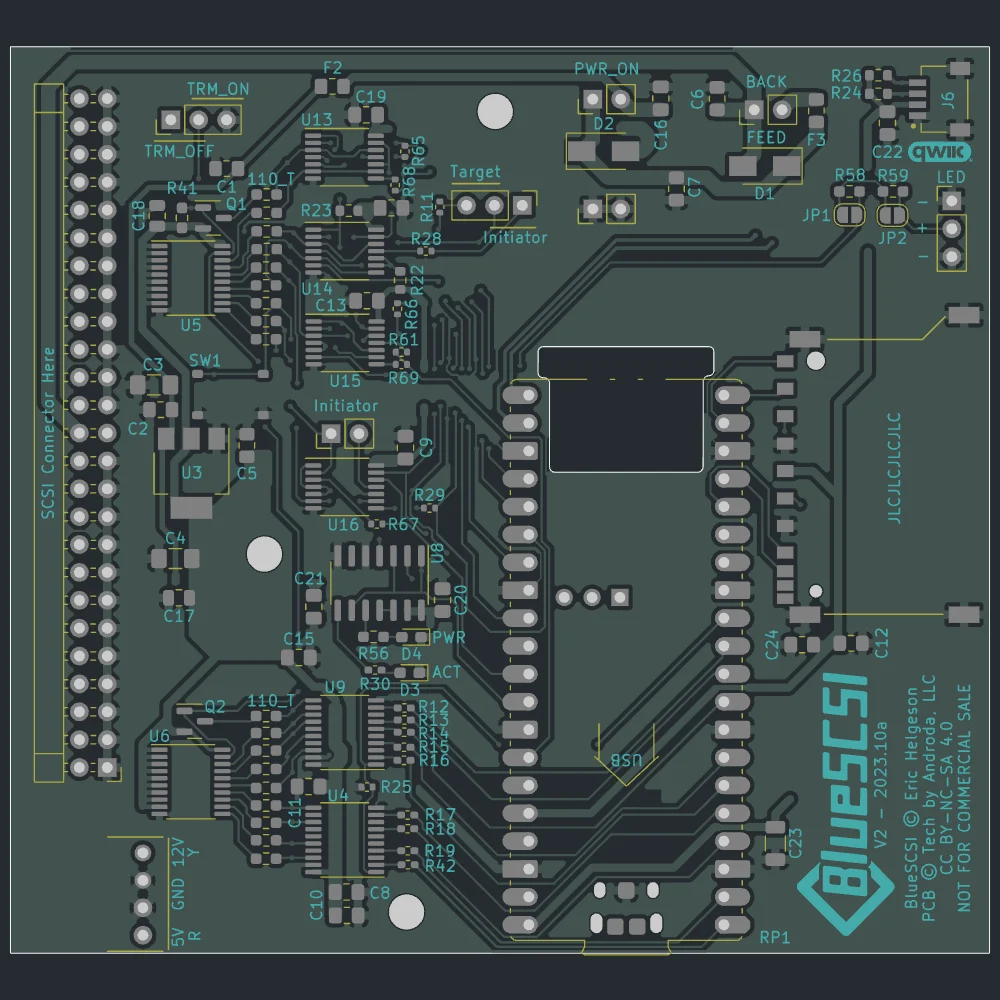 F2
PWR_ON
BACK
TRM_ON
C19
C6
R26
R24
J6
U13
D2
C16
FEED
F3
TRM_OFF
R65
C22
qwiic
C1
110_T
R68
Target
C7
D1
R58
R59
LED
R41
Q1
C18
R23
R11
Initiator
JP1
JP2
-
+
-
R28
U14
R22
C13
R66
U5
R61
U15
R69
C3
SW1
Initiator
C2
C9
U3
C5
SCSI Connector Here
JLCJLCJLCJLC
R29
U16
R67
C4
U8
C21
C20
C17
PWR
C15
R56
D4
C24
C12
ACT
R30
D3
U9
110_T
Q2
U6
R12
R13
R14
R15
R16
USB
R25
U4
C11
R17
R18
R19
R42
C23
C10
C8
12V
Y
GND
5V
R
RP1
BlueSCSI
V2 - 2023.10a
BlueSCSI © Eric Helgeson
PCB © Tech by Androda, LLC
CC BY-NC-SA 4.0
NOT FOR COMMERCIAL SALE